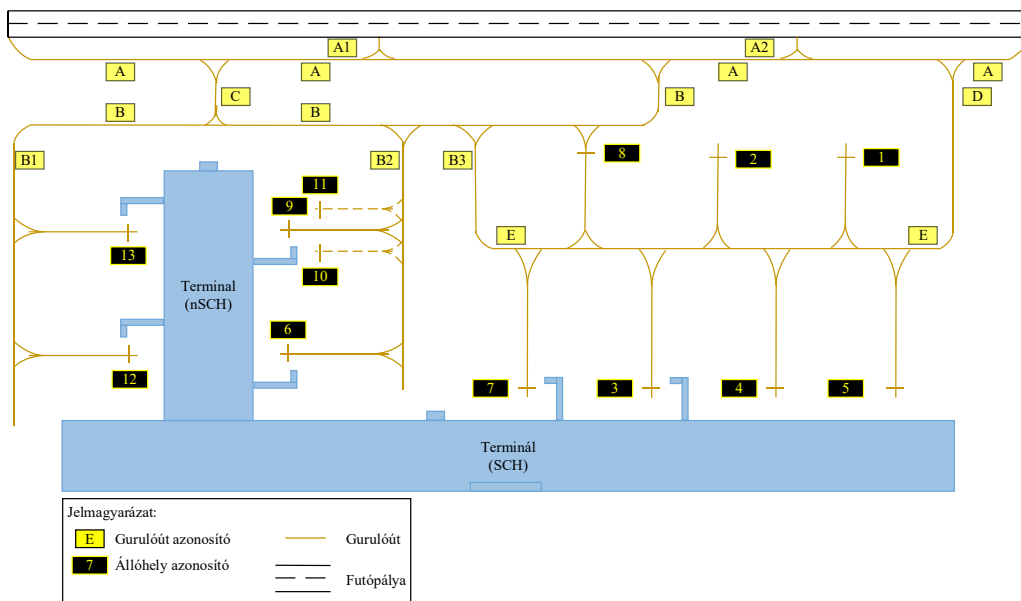 A1
A2
A
A
A
A
C
B
D
B
B
B1
B2
B3
8
2
1
11
9
13
10
E
E
Terminal
(nSCH)
6
12
7
3
4
5
Terminál
(SCH)
Jelmagyarázat:
E Gurulóút azonosító
Gurulóút
7 Állóhely azonosító
Futópálya